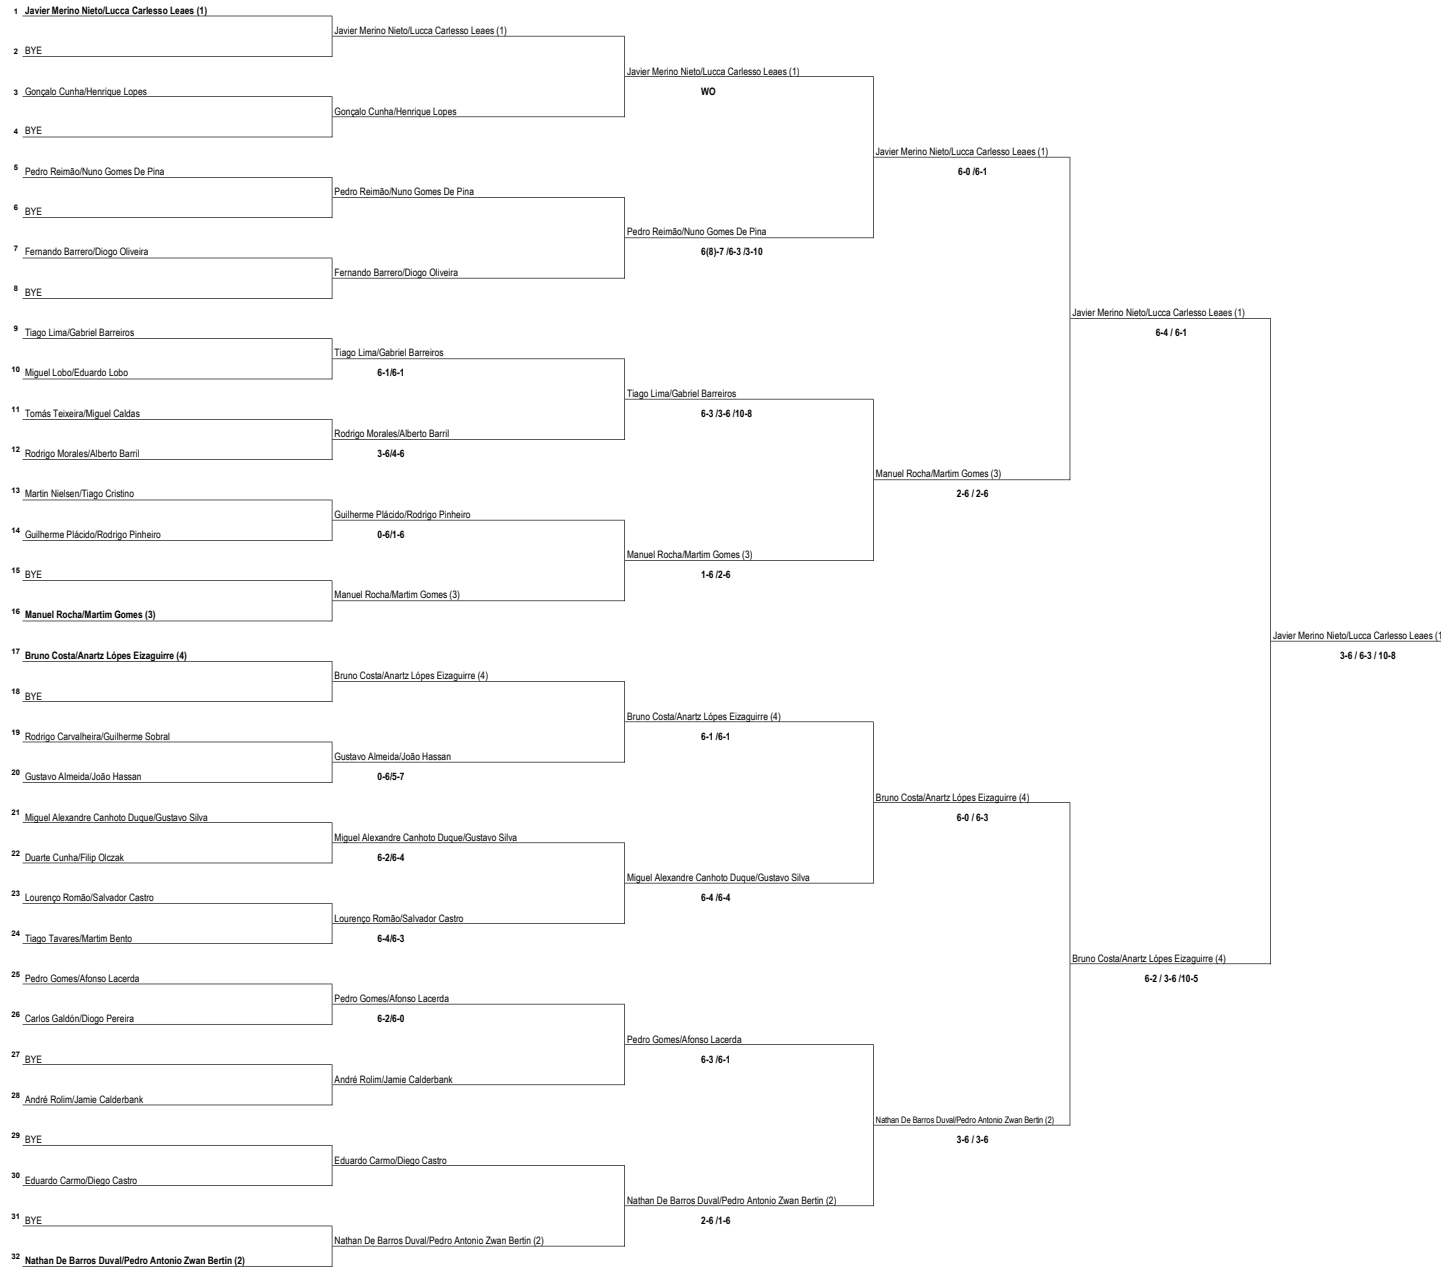 1 Javier Merino Nieto/Lucca Carlesso Leaes (1)
Javier Merino Nieto/Lucca Carlesso Leaes (1)
2 BYE
Javier Merino Nieto/Lucca Carlesso Leaes (1)
WO
3 Gonçalo Cunha/Henrique Lopes
Gonçalo Cunha/Henrique Lopes
4 BYE
Javier Merino Nieto/Lucca Carlesso Leaes (1)
6-0 /6-1
5 Pedro Reimão/Nuno Gomes De Pina
Pedro Reimão/Nuno Gomes De Pina
6 BYE
Pedro Reimão/Nuno Gomes De Pina
6(8)-7 /6-3 /3-10
7 Fernando Barrero/Diogo Oliveira
Fernando Barrero/Diogo Oliveira
8 BYE
Javier Merino Nieto/Lucca Carlesso Leaes (1)
6-4 / 6-1
9 Tiago Lima/Gabriel Barreiros
Tiago Lima/Gabriel Barreiros
10 Miguel Lobo/Eduardo Lobo
6-1/6-1
Tiago Lima/Gabriel Barreiros
6-3 /3-6 /10-8
11 Tomás Teixeira/Miguel Caldas
Rodrigo Morales/Alberto Barril
12 Rodrigo Morales/Alberto Barril
3-6/4-6
Manuel Rocha/Martim Gomes (3)
2-6 / 2-6
13 Martin Nielsen/Tiago Cristino
Guilherme Plácido/Rodrigo Pinheiro
14 Guilherme Plácido/Rodrigo Pinheiro
0-6/1-6
Manuel Rocha/Martim Gomes (3)
1-6 /2-6
15 BYE
Manuel Rocha/Martim Gomes (3)
16 Manuel Rocha/Martim Gomes (3)
Javier Merino Nieto/Lucca Carlesso Leaes (1
3-6 / 6-3 / 10-8
17 Bruno Costa/Anartz Lópes Eizaguirre (4)
Bruno Costa/Anartz Lópes Eizaguirre (4)
18 BYE
Bruno Costa/Anartz Lópes Eizaguirre (4)
6-1 /6-1
19 Rodrigo Carvalheira/Guilherme Sobral
Gustavo Almeida/João Hassan
20 Gustavo Almeida/João Hassan
0-6/5-7
Bruno Costa/Anartz Lópes Eizaguirre (4)
6-0 / 6-3
21 Miguel Alexandre Canhoto Duque/Gustavo Silva
Miguel Alexandre Canhoto Duque/Gustavo Silva
22 Duarte Cunha/Filip Olczak
6-2/6-4
Miguel Alexandre Canhoto Duque/Gustavo Silva
6-4 /6-4
23 Lourenço Romão/Salvador Castro
Lourenço Romão/Salvador Castro
24 Tiago Tavares/Martim Bento
6-4/6-3
Bruno Costa/Anartz Lópes Eizaguirre (4)
6-2 / 3-6 /10-5
25 Pedro Gomes/Afonso Lacerda
Pedro Gomes/Afonso Lacerda
26 Carlos Galdón/Diogo Pereira
6-2/6-0
Pedro Gomes/Afonso Lacerda
6-3 /6-1
27 BYE
André Rolim/Jamie Calderbank
28 André Rolim/Jamie Calderbank
Nathan De Barros Duval/Pedro Antonio Zwan Bertin (2)
3-6 / 3-6
29 BYE
Eduardo Carmo/Diego Castro
30 Eduardo Carmo/Diego Castro
Nathan De Barros Duval/Pedro Antonio Zwan Bertin (2)
2-6 /1-6
31 BYE
Nathan De Barros Duval/Pedro Antonio Zwan Bertin (2)
32 Nathan De Barros Duval/Pedro Antonio Zwan Bertin (2)